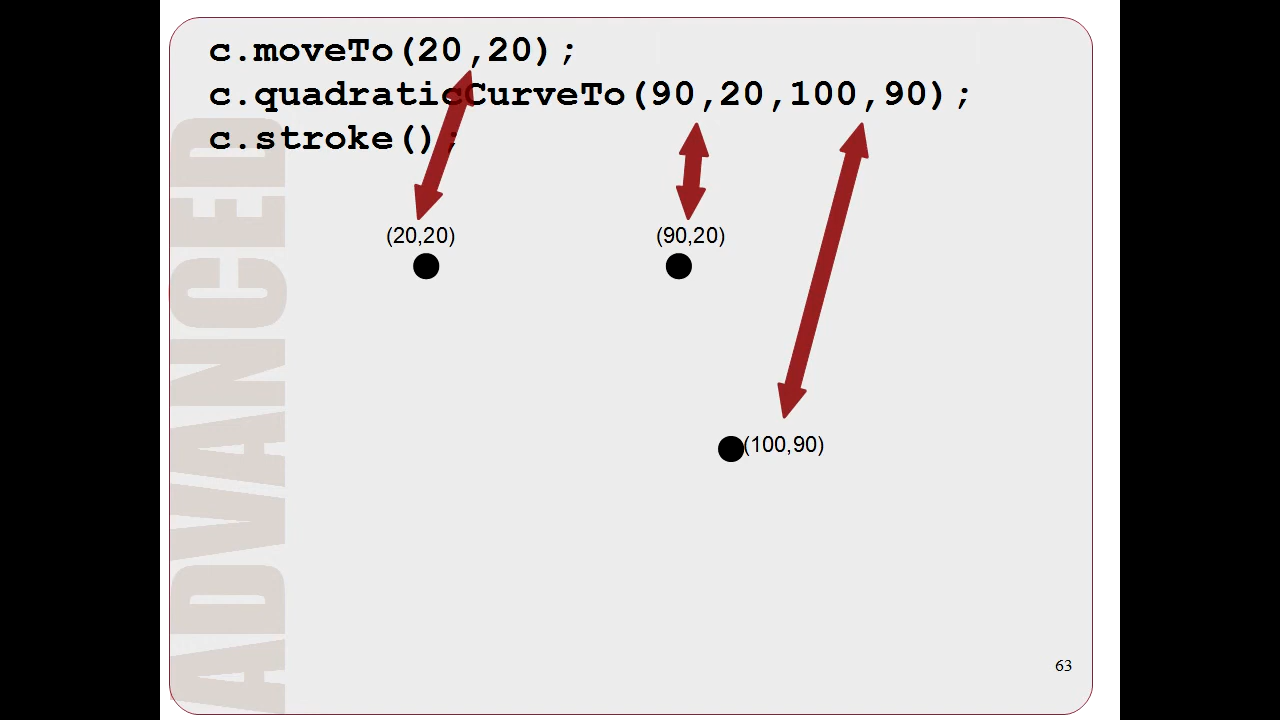 c.moveTo(20,20);
c.quadraticCurveTo(90,20,100,90);
c.stroke();
(20,20)
(90,20)
(100,90)
ADVANCED
63